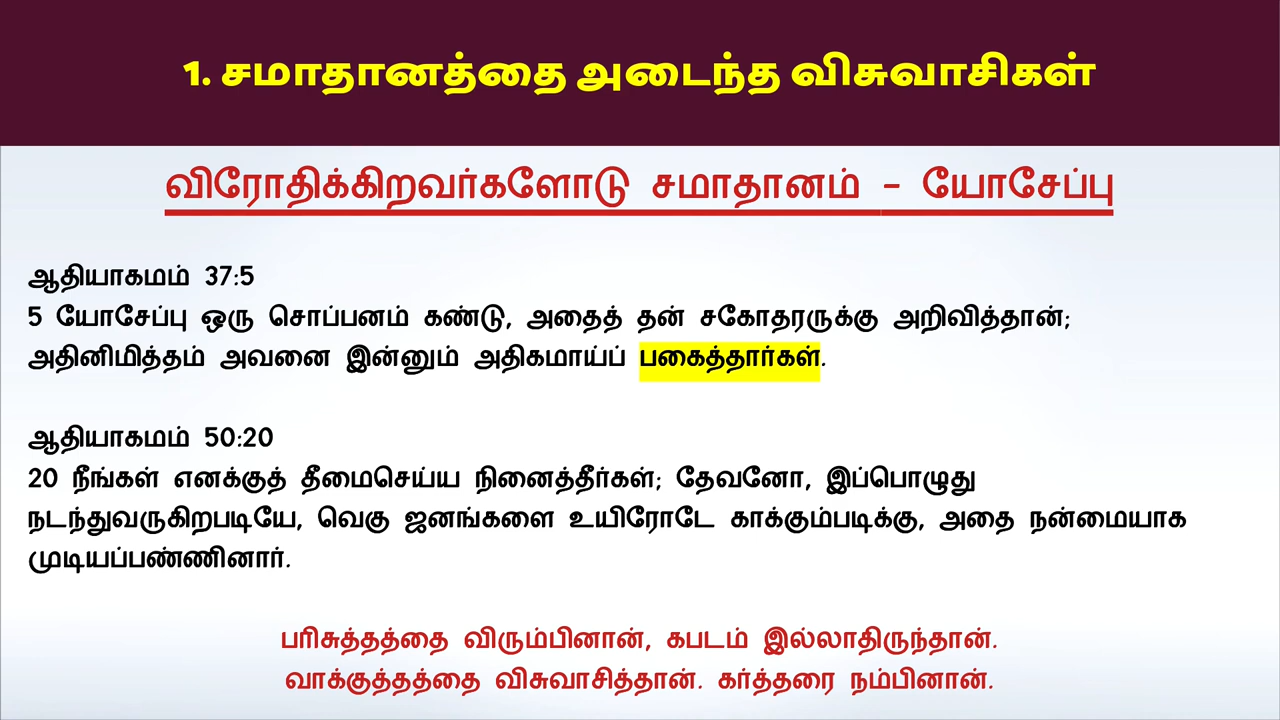 1. சமாதானத்தை அடைந்த விசுவாசிகள்
விரோதிக்கிறவர்களோடு சமாதானம் - யோசேப்பு
ஆதியாகமம் 37:5
5 யோசேப்பு ஒரு சொப்பனம் கண்டு, அதைத் தன் சகோதரருக்கு அறிவித்தான்;
அதினிமித்தம் அவனை இன்னும் அதிகமாய்ப் பகைத்தார்கள்.
ஆதியாகமம் 50:20
20 நீங்கள் எனக்குத் தீமைசெய்ய நினைத்தீர்கள்; தேவனோ, இப்பொழுது
நடந்துவருகிறபடியே, வெகு ஜனங்களை உயிரோடே காக்கும்படிக்கு, அதை நன்மையாக
முடியப்பண்ணினார்.
பரிசுத்தத்தை விரும்பினான், கபடம் இல்லாதிருந்தான்.
வாக்குத்தத்தை விசுவாசித்தான். கர்த்தரை நம்பினான்.